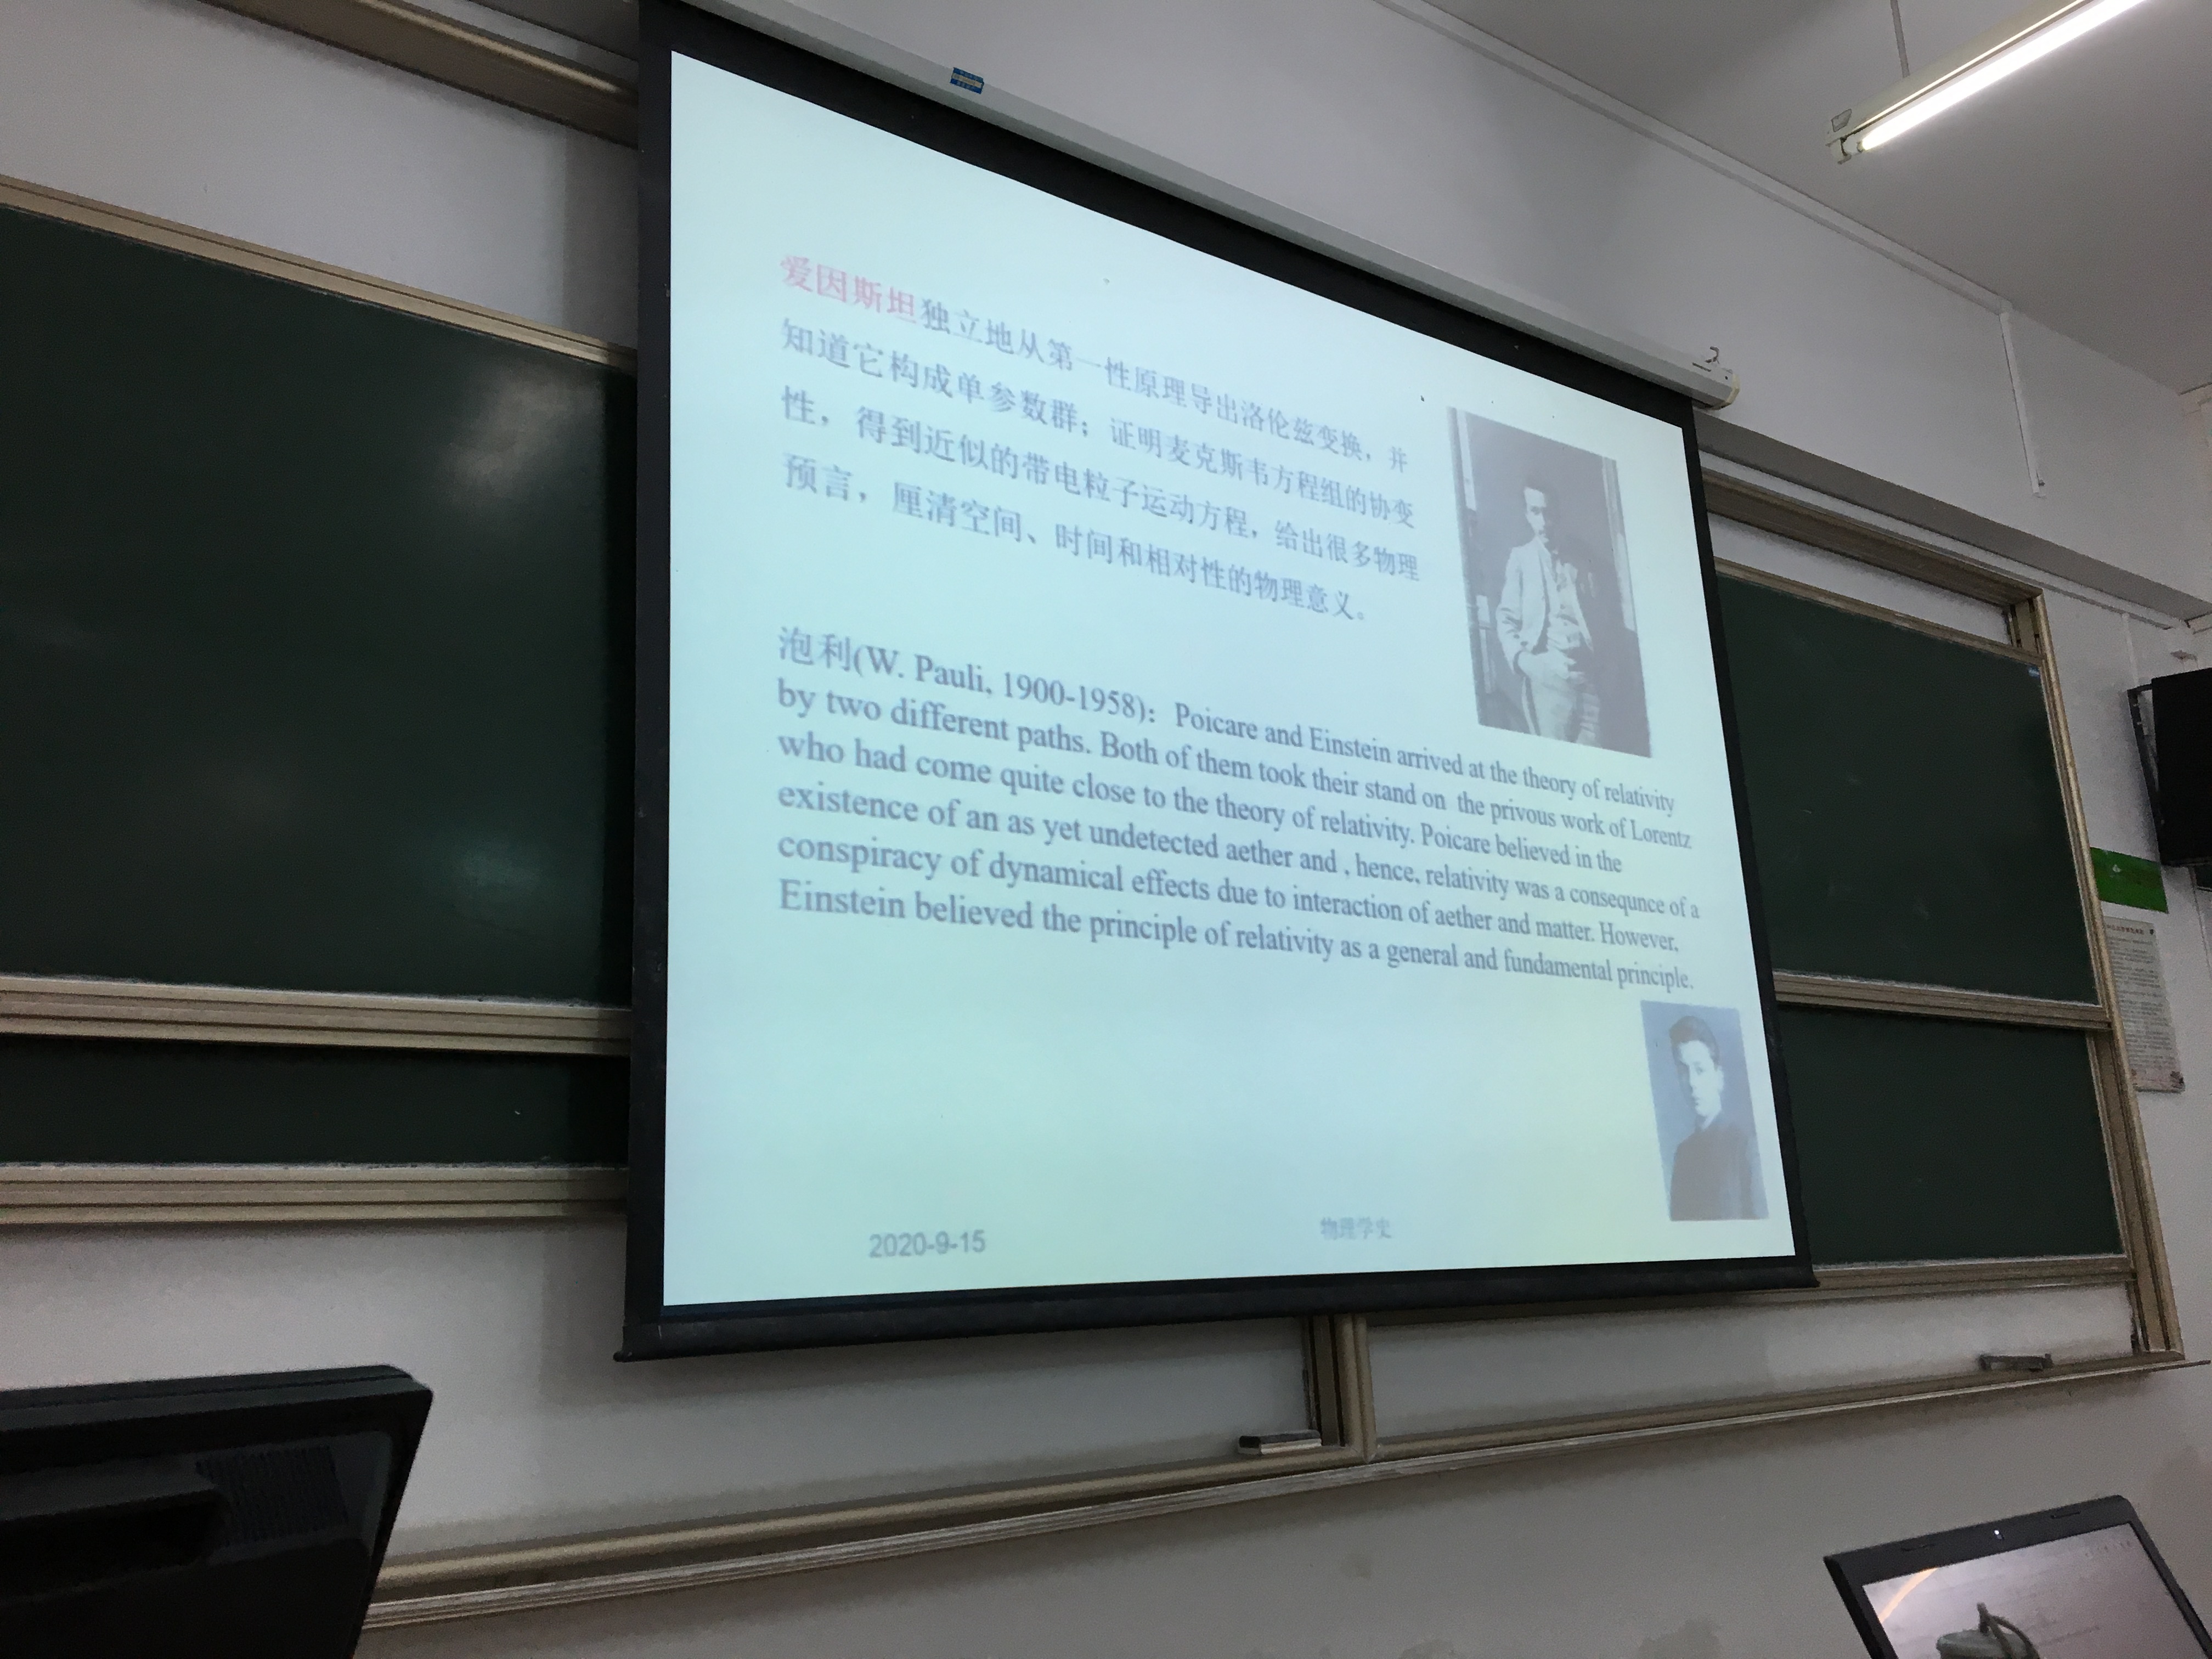 爱因斯坦独立地从第一性原理导出洛伦兹变换，并
知道它构成单参数群；证明麦克斯韦方程组的协变
性，得到近似的带电粒子运动方程，给出很多物理
预言，厘清空间、时间和相对性的物理意义。
泡利(W. Pauli, 1900-1958)：Poicare and Einstein arrived at the theory of relativity
by two different paths. Both of them took their stand on the privous work of Lorentz
who had come quite close to the theory of relativity. Poicare believed in the
existence of an as yet undetected aether and , hence, relativity was a consequnce of a
conspiracy of dynamical effects due to interaction of aether and matter. However,
Einstein believed the principle of relativity as a general and fundamental principle.
2020-9-15
物理学史